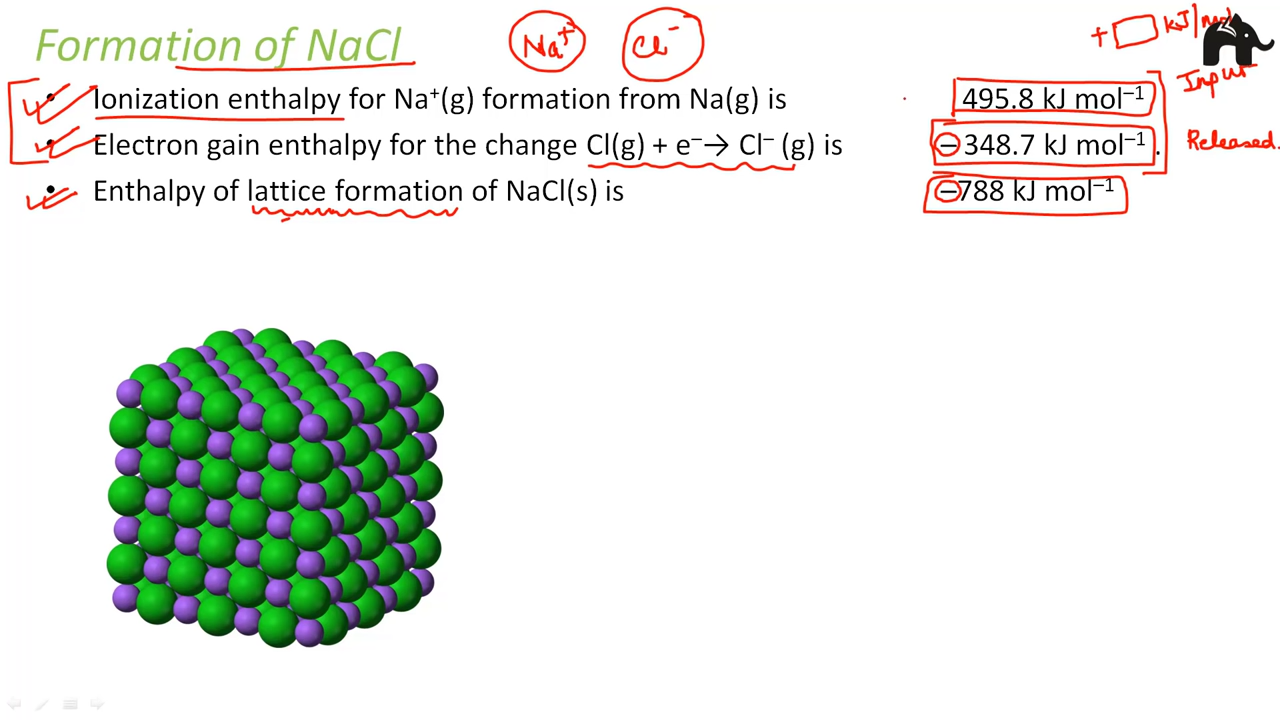 Formation of NaCl Na⁺ Cl⁻ + kJ/mol
• Ionization enthalpy for Na⁺(g) formation from Na(g) is 495.8 kJ mol⁻¹ Input
• Electron gain enthalpy for the change Cl(g) + e⁻→ Cl⁻ (g) is −348.7 kJ mol⁻¹. Released.
• Enthalpy of lattice formation of NaCl(s) is −788 kJ mol⁻¹